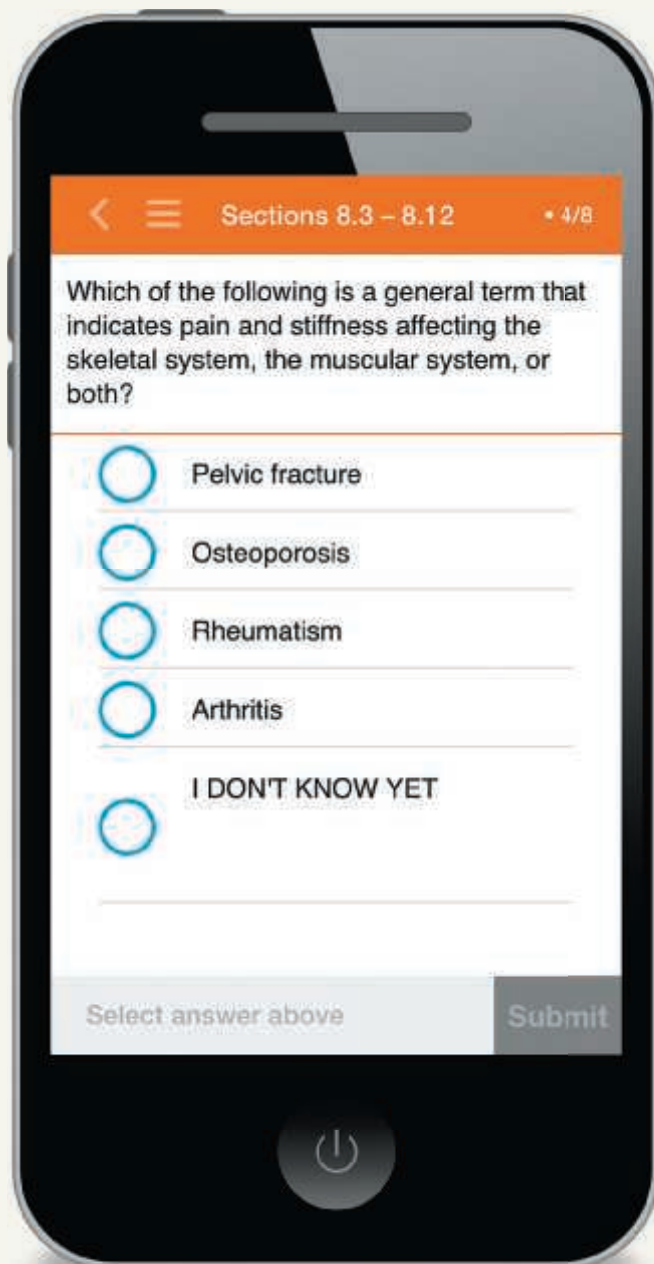 Sections 8.3 – 8.12 • 4/8
Which of the following is a general term that
indicates pain and stiffness affecting the
skeletal system, the muscular system, or
both?
Pelvic fracture
Osteoporosis
Rheumatism
Arthritis
I DON'T KNOW YET
Select answer above Submit